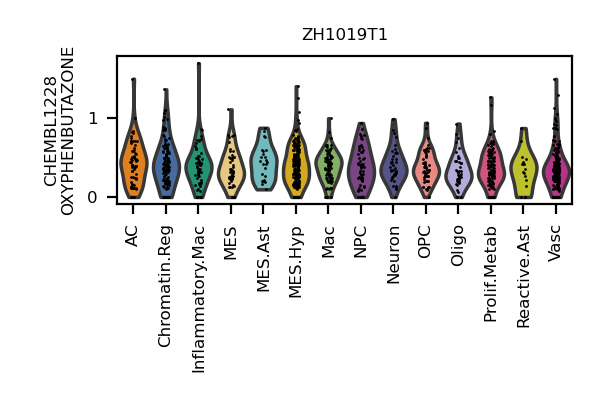 ZH1019T1
CHEMBL1228
OXYPHENBUTAZONE
1
0
AC
Chromatin.Reg
Inflammatory.Mac
MES
MES.Ast
MES.Hyp
Mac
NPC
Neuron
OPC
Oligo
Prolif.Metab
Reactive.Ast
Vasc